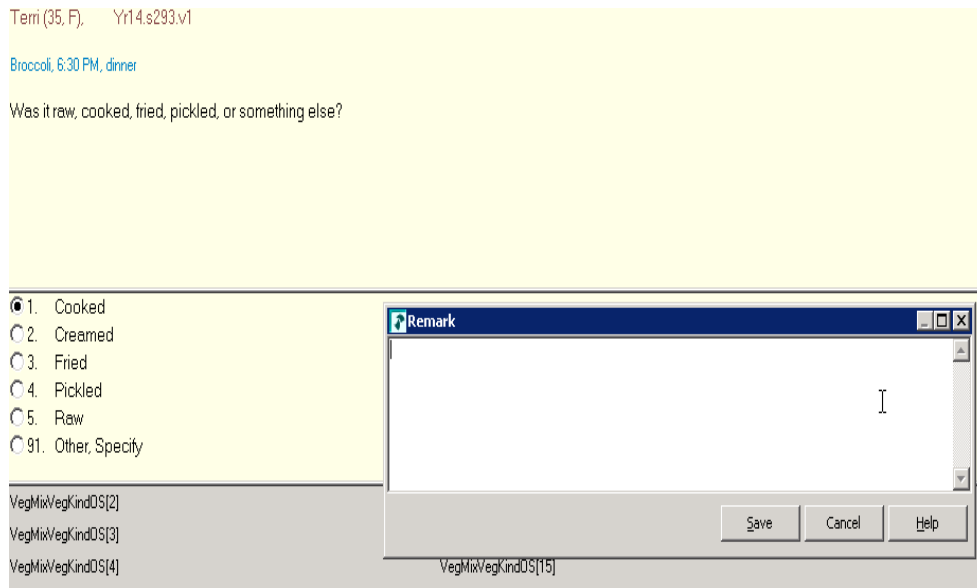 Terri (35, F), Yr14.s293.v1
Broccoli, 6:30 PM, dinner
Was it raw, cooked, fried, pickled, or something else?
1. Cooked
2. Creamed
3. Fried
4. Pickled
5. Raw
91. Other, Specify
Remark
Save Cancel Help
VegMixVegKindOS[2]
VegMixVegKindOS[3]
VegMixVegKindOS[4] VegMixVegKindOS[15]